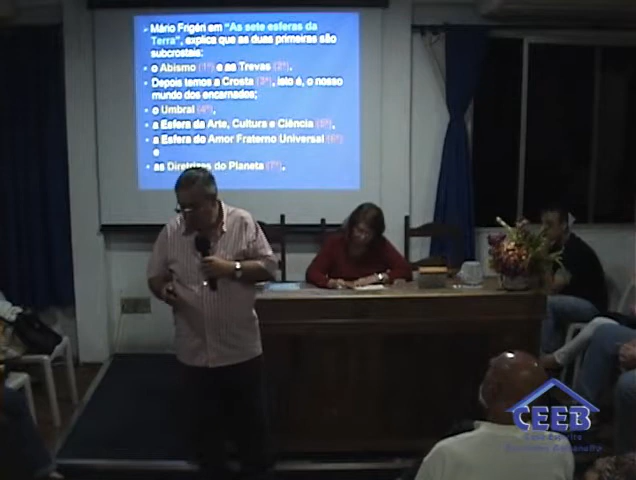 Mário Frigéri em "As sete esferas da
Terra", explica que as duas primeiras são
subcrostais:
o Abismo (1ª) e as Trevas (2ª),
Depois temos a Crosta (3ª), isto é, o nosso
mundo dos encarnados;
o Umbral (4ª),
a Esfera da Arte, Cultura e Ciência (5ª),
a Esfera do Amor Fraterno Universal (6ª)
e
as Diretrizes do Planeta (7ª).
CEEB
Casa Espírita